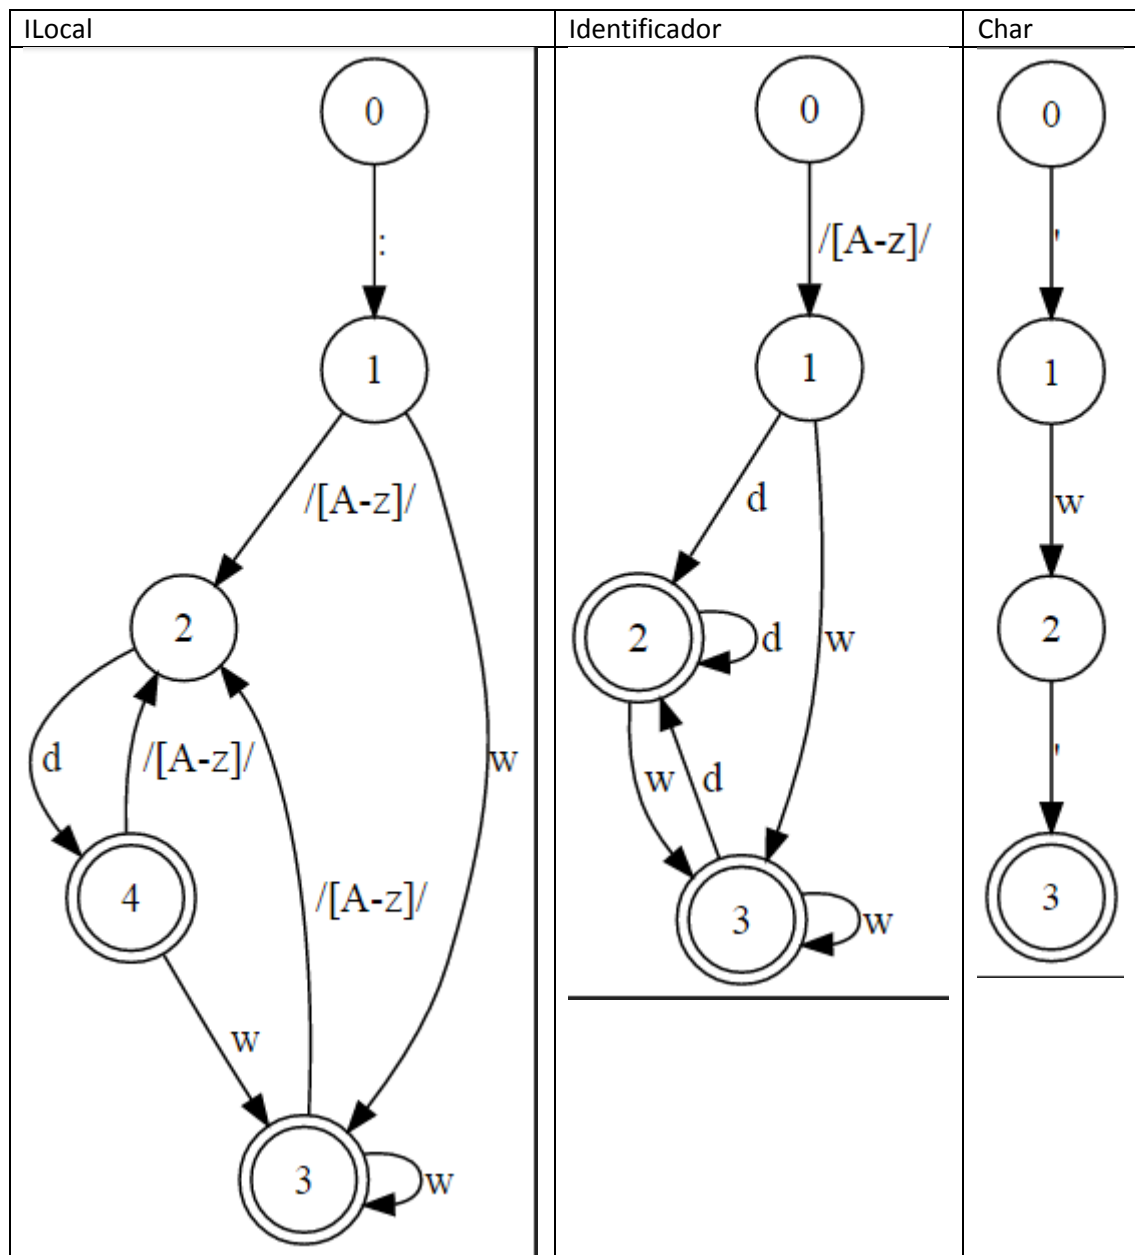 ILocal
0
:
1
/[A-z]/
w
2
d
/[A-z]/
4
/[A-z]/
w
3
w
Identificador
0
/[A-z]/
1
d
w
2
d
w
d
3
w
Char
0
'
1
w
2
'
3